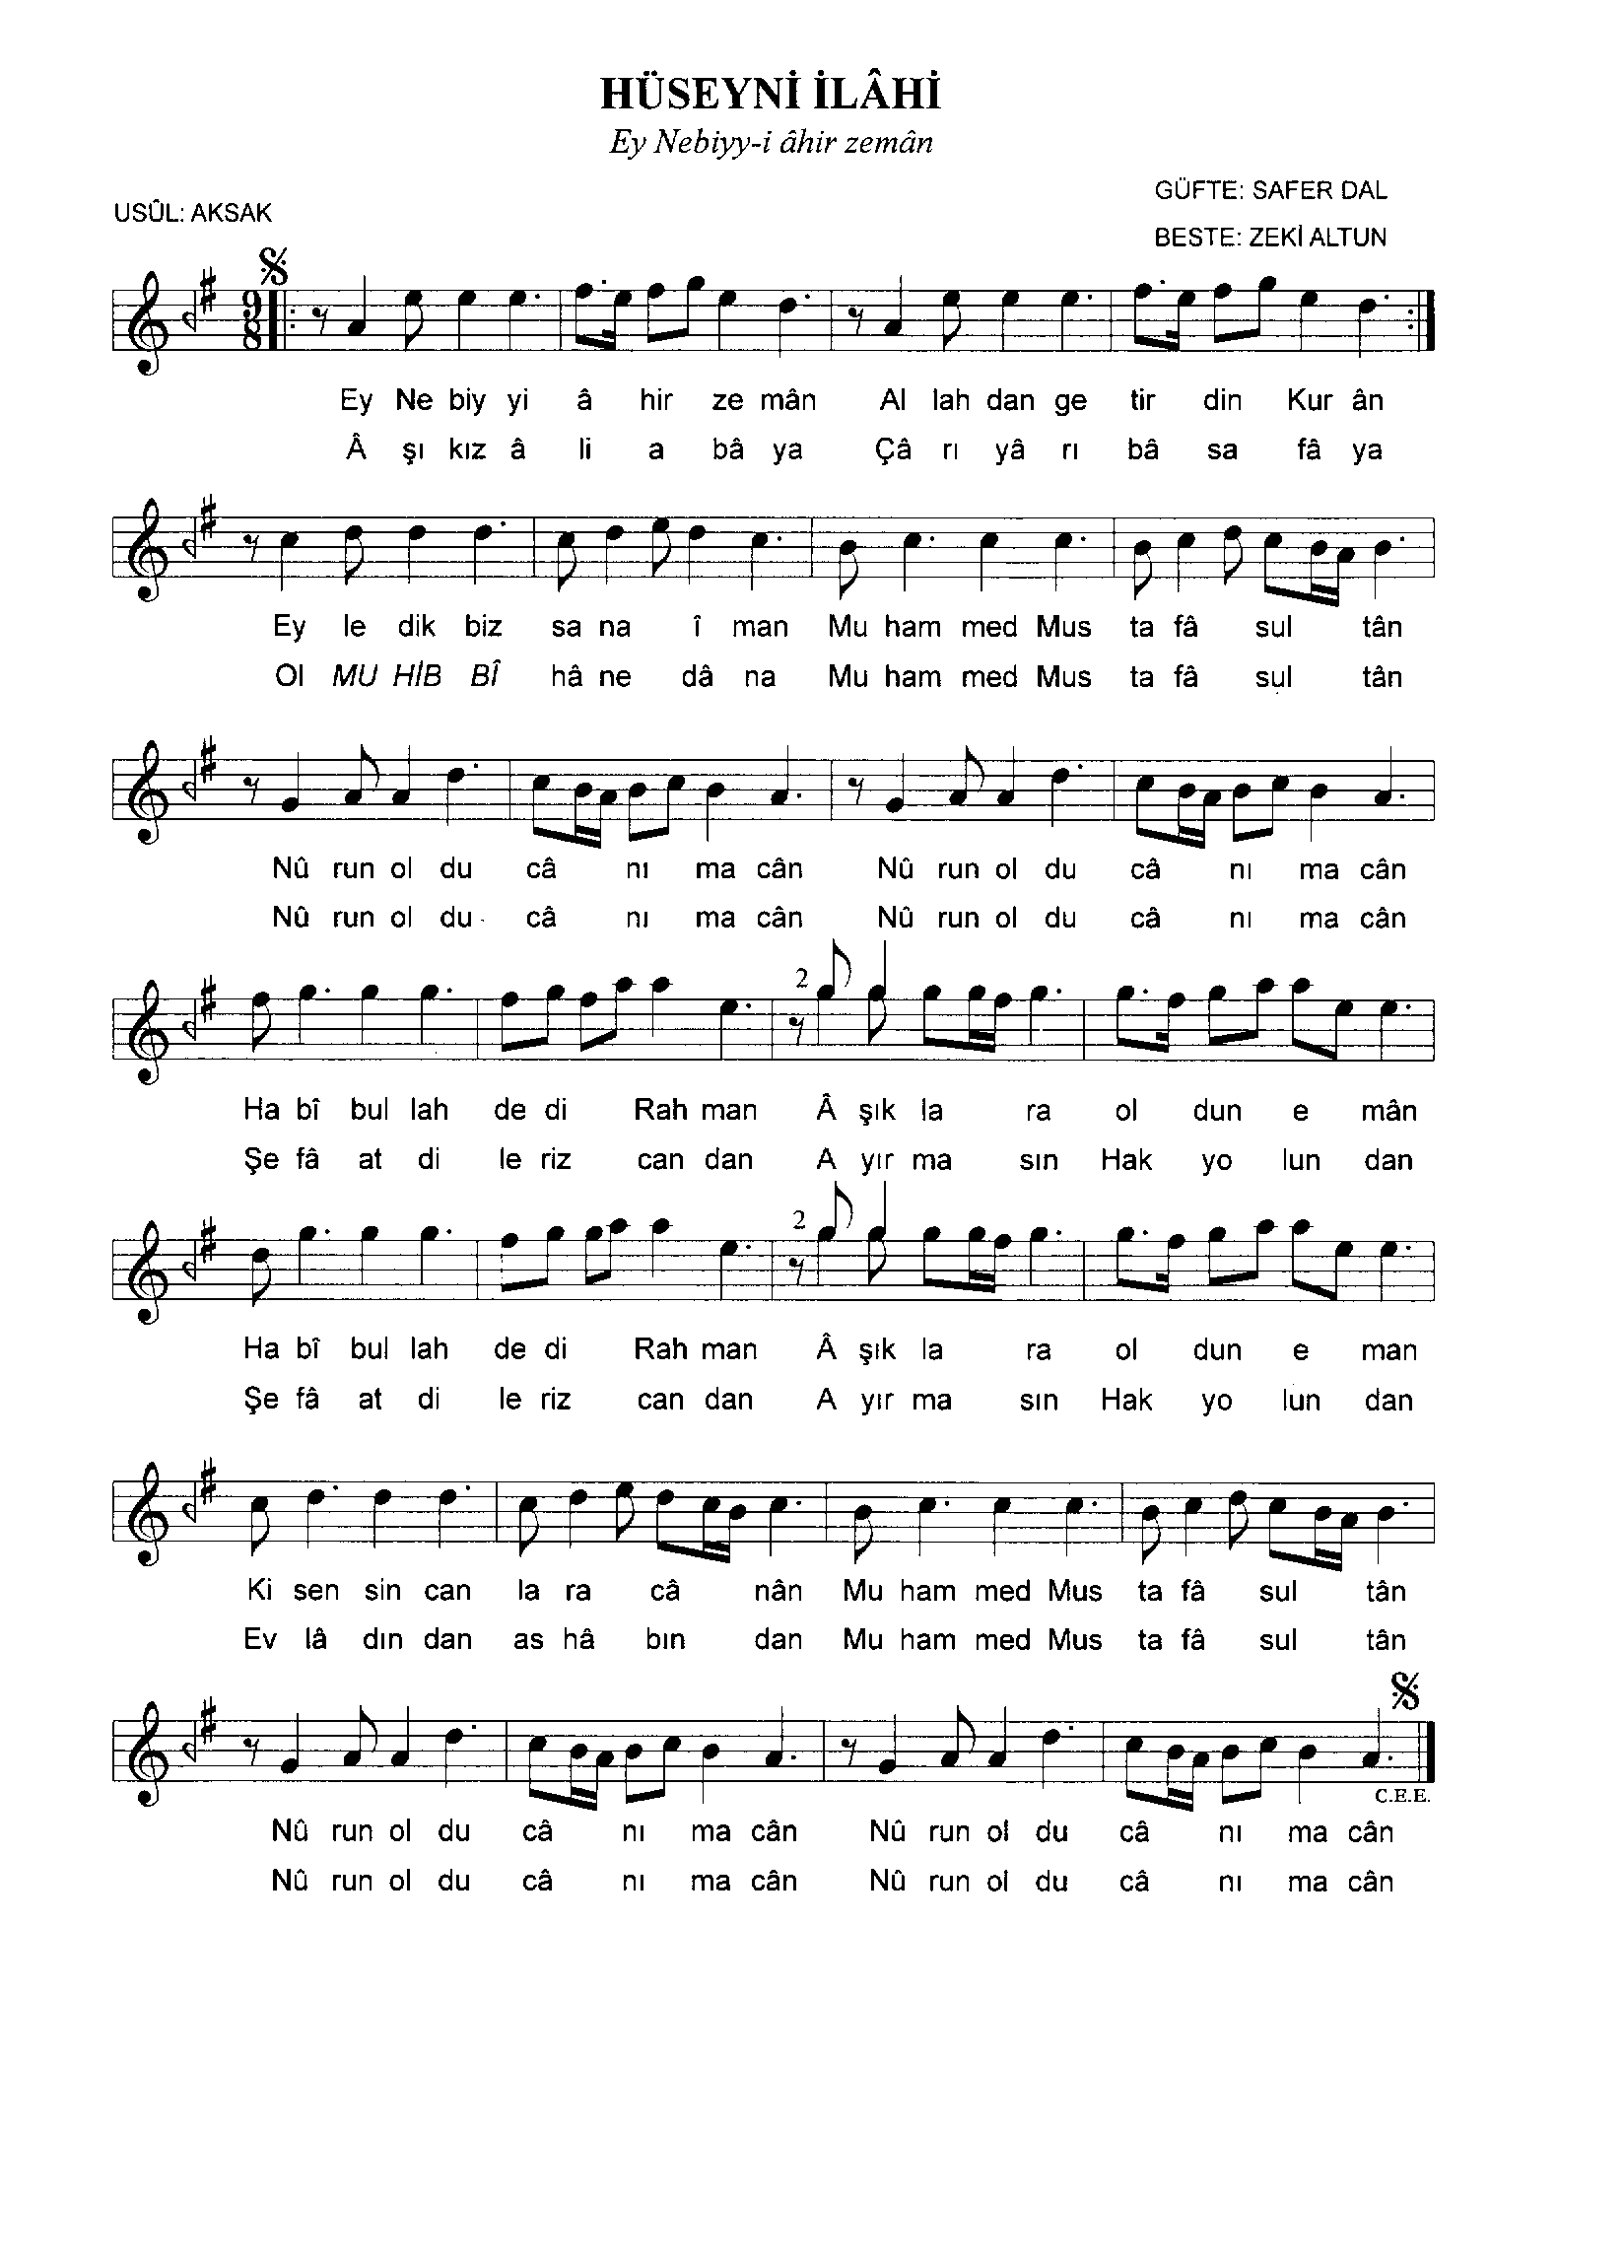 HÜSEYNİ İLÂHİ
Ey Nebiyy-i âhir zemân
GÜFTE: SAFER DAL
USÛL: AKSAK
BESTE: ZEKİ ALTUN
9
8
Ey Ne biy yi â hir ze mân Al lah dan ge tir din Kur ân
Â şı kız â li a bâ ya Çâ rı yâ rı bâ sa fâ ya
Ey le dik biz sa na î man Mu ham med Mus ta fâ sul tân
Ol MU HİB BÎ hâ ne dâ na Mu ham med Mus ta fâ sul tân
Nû run ol du câ nı ma cân Nû run ol du câ nı ma cân
Nû run ol du câ nı ma cân Nû run ol du câ nı ma cân
2
Ha bî bul lah de di Rah man Â şık la ra ol dun e mân
Şe fâ at di le riz can dan A yır ma sın Hak yo lun dan
2
Ha bî bul lah de di Rah man Â şık la ra ol dun e man
Şe fâ at di le riz can dan A yır ma sın Hak yo lun dan
Ki sen sin can la ra câ nân Mu ham med Mus ta fâ sul tân
Ev lâ dın dan as hâ bın dan Mu ham med Mus ta fâ sul tân
C.E.E.
Nû run ol du câ nı ma cân Nû run ol du câ nı ma cân
Nû run ol du câ nı ma cân Nû run ol du câ nı ma cân